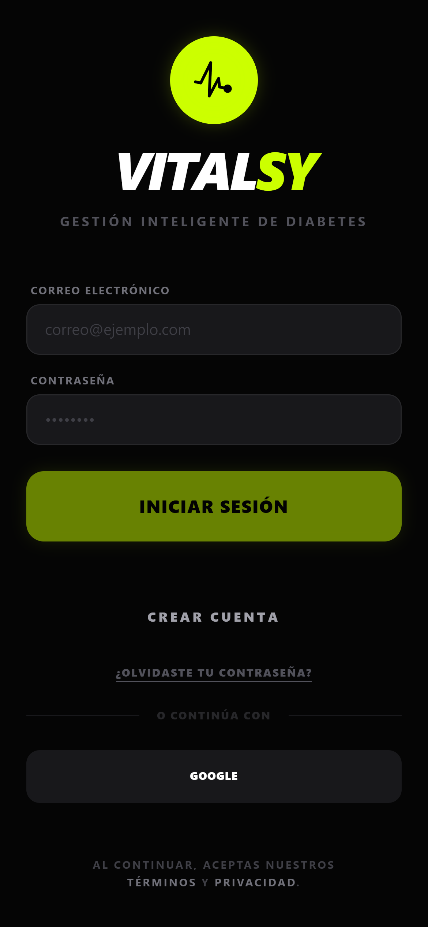 VITALSY
GESTIÓN INTELIGENTE DE DIABETES
CORREO ELECTRÓNICO
correo@ejemplo.com
CONTRASEÑA
••••••••
INICIAR SESIÓN
CREAR CUENTA
¿OLVIDASTE TU CONTRASEÑA?
O CONTINÚA CON
GOOGLE
AL CONTINUAR, ACEPTAS NUESTROS
TÉRMINOS Y PRIVACIDAD.